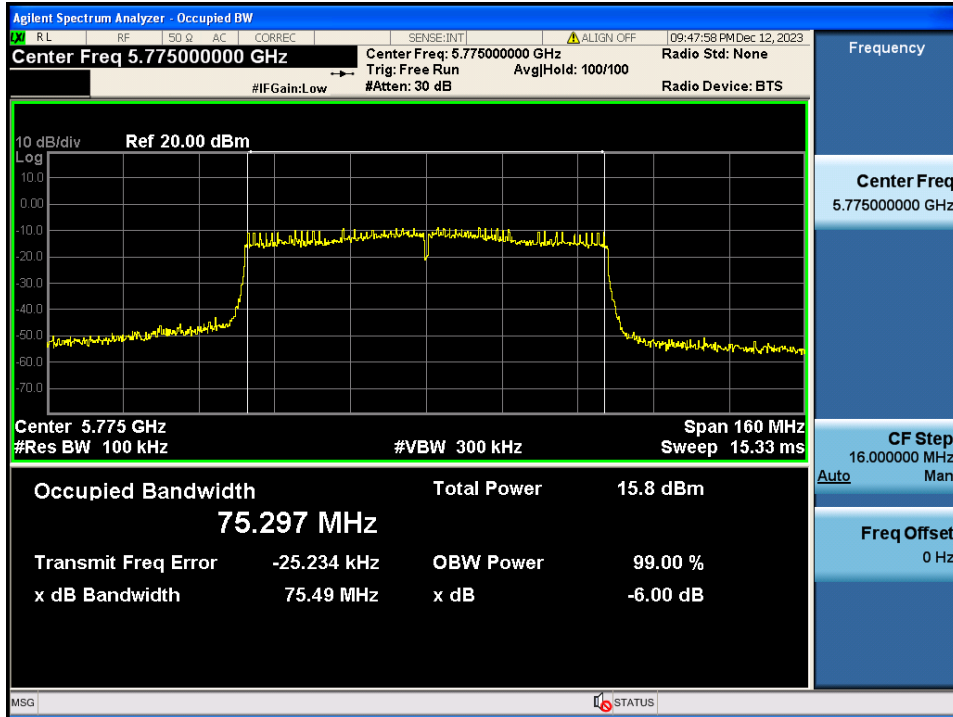 Agilent Spectrum Analyzer - Occupied BW
LXI RL RF 50 Ω AC CORREC SENSE:INT ALIGN OFF 09:47:58 PM Dec 12, 2023
Center Freq 5.775000000 GHz
#IFGain:Low
Center Freq: 5.775000000 GHz
Trig: Free Run Avg|Hold: 100/100
#Atten: 30 dB
Radio Std: None
Radio Device: BTS
10 dB/div Ref 20.00 dBm
Log
10.0
0.00
-10.0
-20.0
-30.0
-40.0
-50.0
-60.0
-70.0
Center 5.775 GHz Span 160 MHz
#Res BW 100 kHz #VBW 300 kHz Sweep 15.33 ms
Occupied Bandwidth Total Power 15.8 dBm
75.297 MHz
Transmit Freq Error -25.234 kHz OBW Power 99.00 %
x dB Bandwidth 75.49 MHz x dB -6.00 dB
Frequency
Center Freq
5.775000000 GHz
CF Step
16.000000 MHz
Auto Man
Freq Offset
0 Hz
MSG STATUS